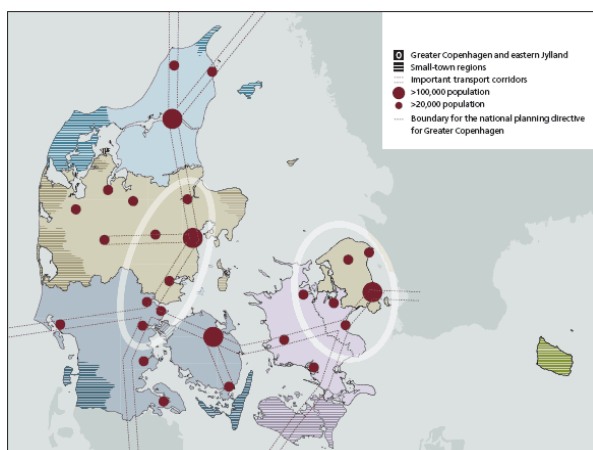 Greater Copenhagen and eastern Jylland
Small-town regions
Important transport corridors
>100,000 population
>20,000 population
Boundary for the national planning directive
for Greater Copenhagen